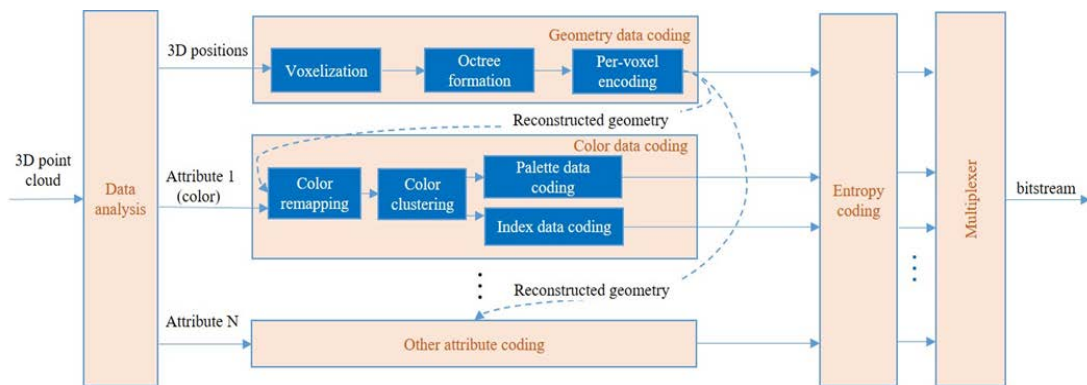 Geometry data coding
3D positions
Voxelization
Octree
formation
Per-voxel
encoding
Reconstructed geometry
Color data coding
3D point
cloud
Data
analysis
Attribute 1
(color)
Color
remapping
Color
clustering
Palette data
coding
Index data coding
Entropy
coding
Multiplexer
bitstream
Reconstructed geometry
Attribute N
Other attribute coding